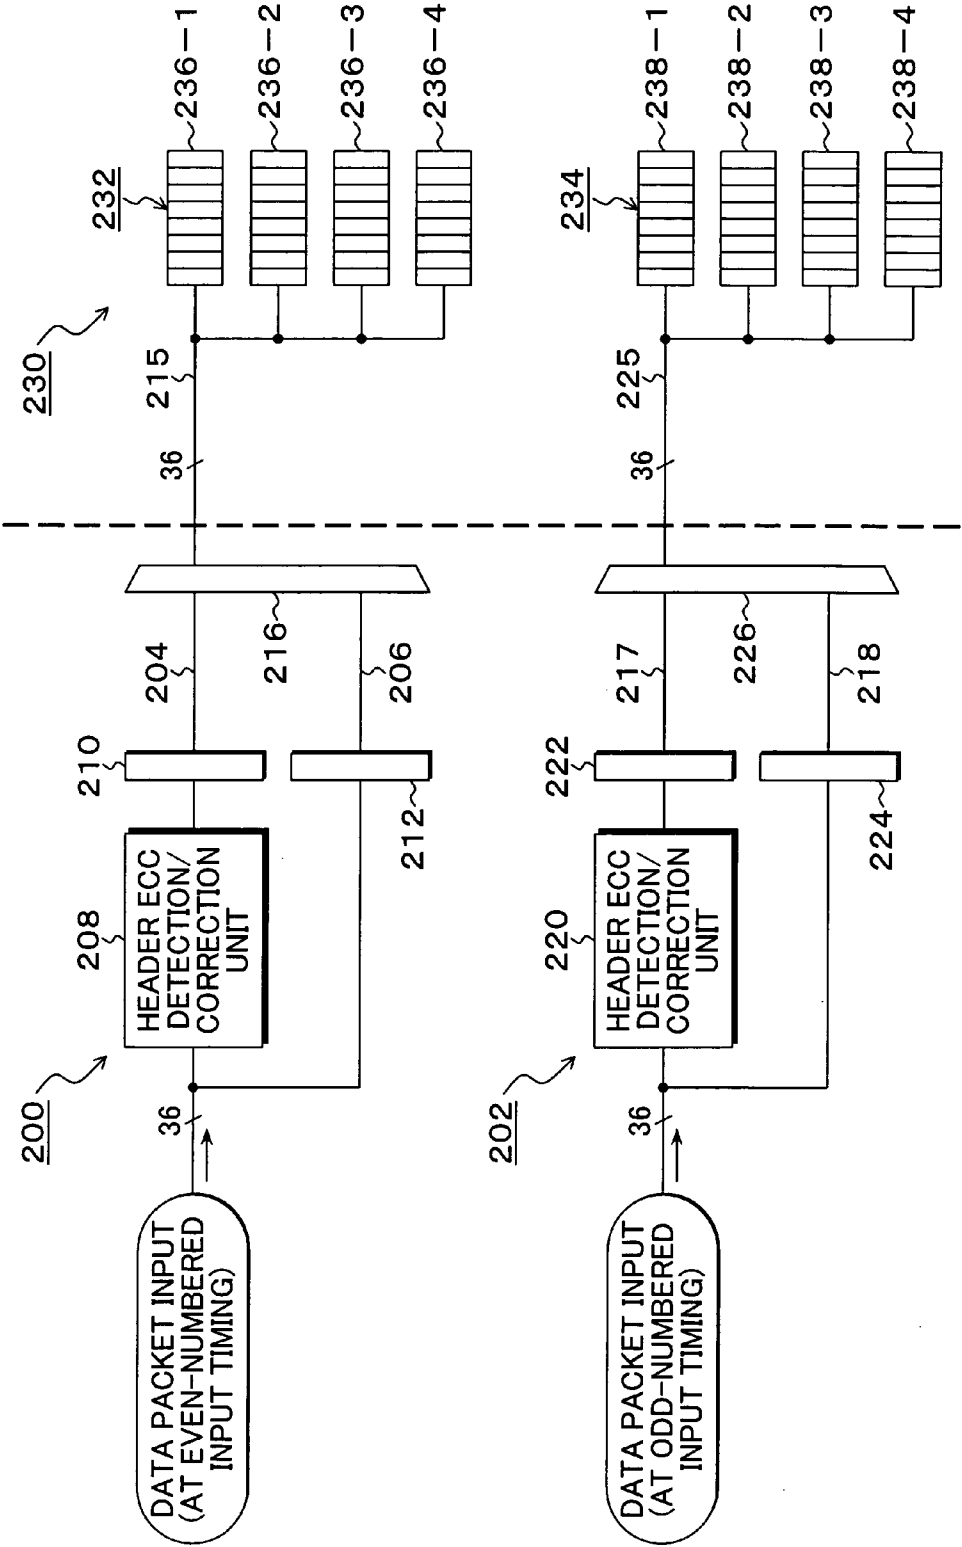 200
DATA PACKET INPUT
(AT EVEN-NUMBERED
INPUT TIMING)
36
208
HEADER ECC
DETECTION/
CORRECTION
UNIT
210
212
204
206
216
36
215
230
232
236-1
236-2
236-3
236-4
202
DATA PACKET INPUT
(AT ODD-NUMBERED
INPUT TIMING)
36
220
HEADER ECC
DETECTION/
CORRECTION
UNIT
222
224
217
218
226
36
225
234
238-1
238-2
238-3
238-4